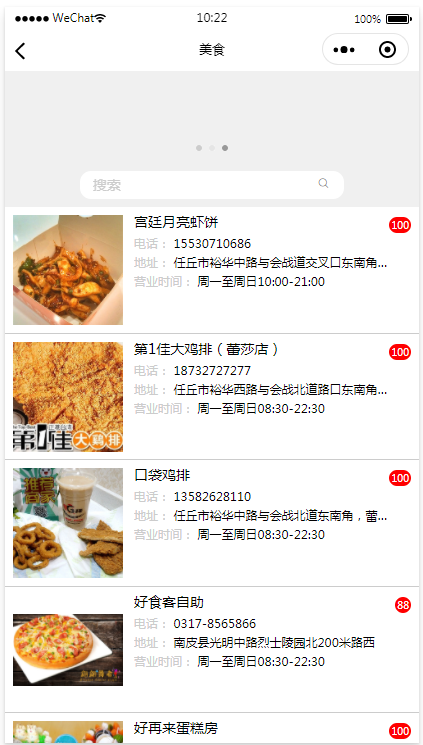 WeChat 10:22 100%
美食
搜索
宫廷月亮虾饼
100
电话： 15530710686
地址： 任丘市裕华中路与会战道交叉口东南角...
营业时间： 周一至周日10:00-21:00
第1佳大鸡排（蕾莎店）
100
电话： 18732727277
地址： 任丘市裕华西路与会战北道路口东南角...
营业时间： 周一至周日08:30-22:30
第1佳
大鸡排
口袋鸡排
100
电话： 13582628110
地址： 任丘市裕华中路与会战北道东南角，蕾...
营业时间： 周一至周日08:30-22:30
好食客自助
88
电话： 0317-8565866
地址： 南皮县光明中路烈士陵园北200米路西
营业时间： 周一至周日08:30-22:30
好再来蛋糕房
100